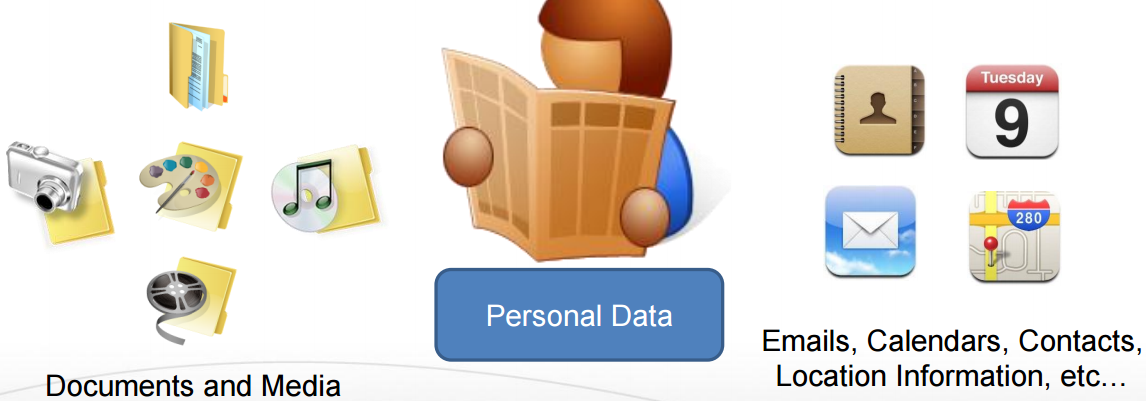 Tuesday
9
280
Personal Data
Emails, Calendars, Contacts,
Location Information, etc...
Documents and Media